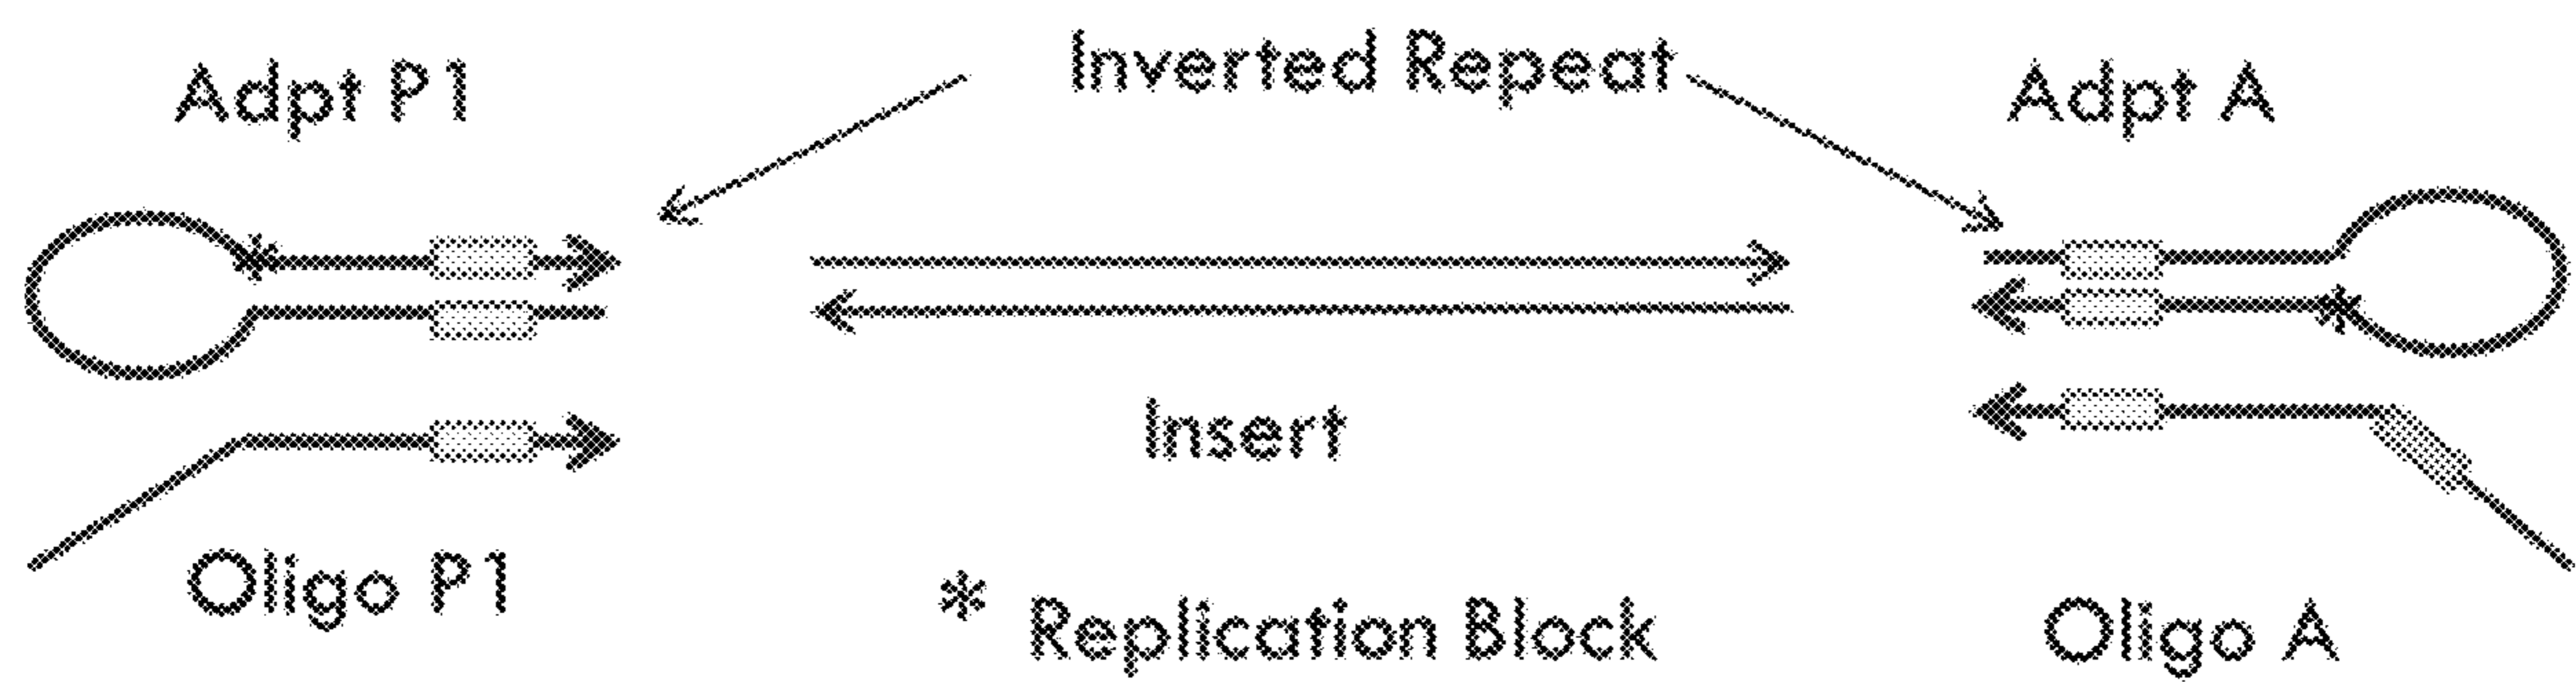 Inverted Repeat
Adpt P1
Adpt A
Insert
Oligo P1
* Replication Block
Oligo A